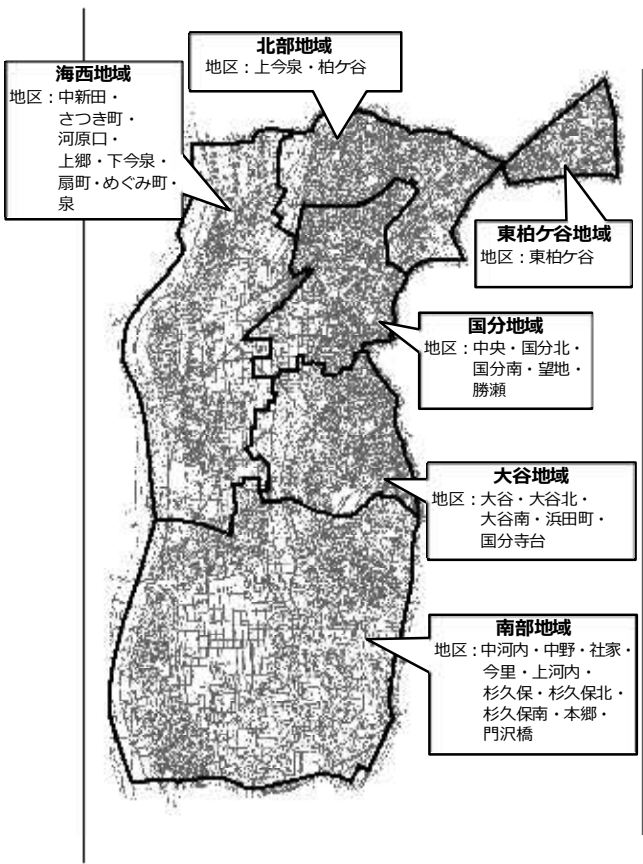 北部地域
地区：上今泉・柏ケ谷
海西地域
地区：中新田・
さつき町・
河原口・
上郷・下今泉・
扇町・めぐみ町・
泉
東柏ケ谷地域
地区：東柏ケ谷
国分地域
地区：中央・国分北・
国分南・望地・
勝瀬
大谷地域
地区：大谷・大谷北・
大谷南・浜田町・
国分寺台
南部地域
地区：中河内・中野・社家・
今里・上河内・
杉久保・杉久保北・
杉久保南・本郷・
門沢橋